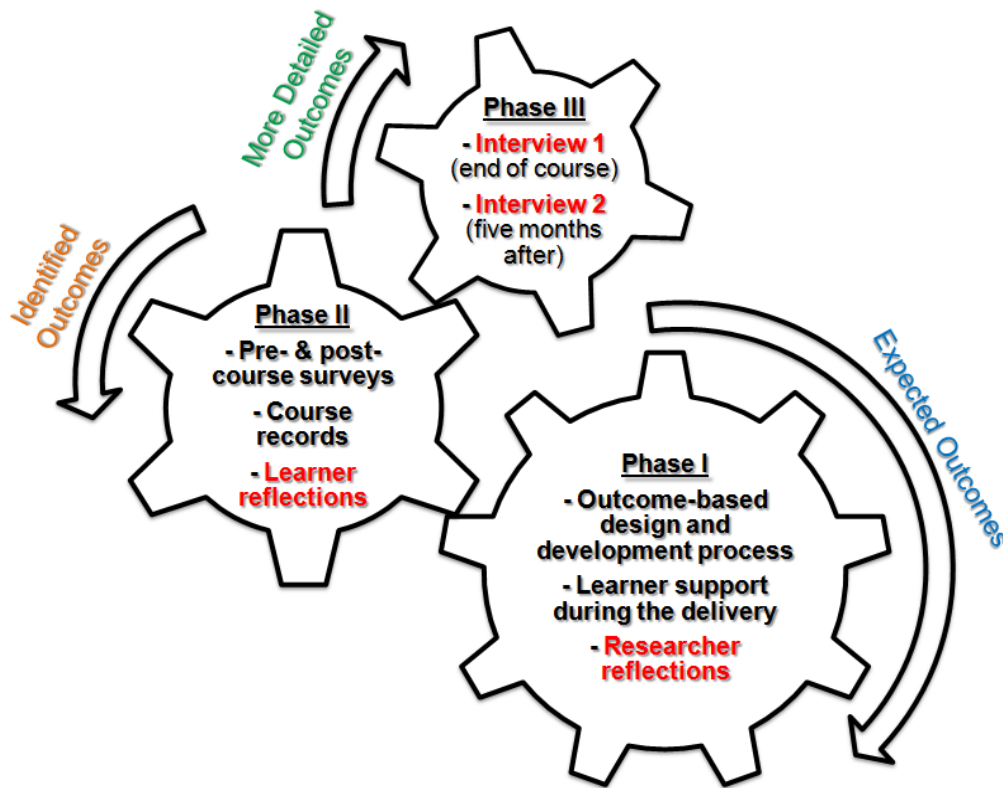 More Detailed
Outcomes
Phase III
- Interview 1
(end of course)
- Interview 2
(five months
after)
Identified
Outcomes
Phase II
- Pre- & post-
course surveys
- Course
records
- Learner
reflections
Expected Outcomes
Phase I
- Outcome-based
design and
development process
- Learner support
during the delivery
- Researcher
reflections